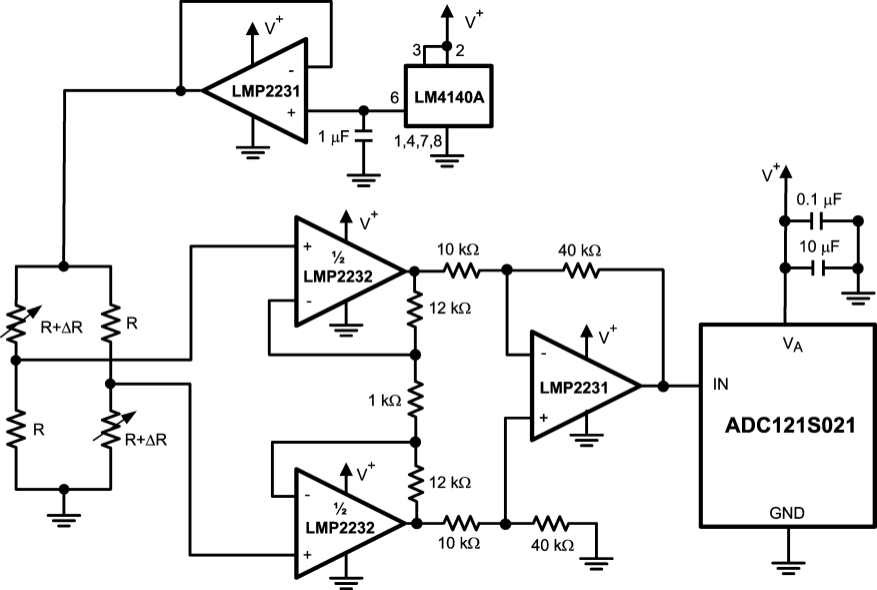 V+
V+
3
2
-
LMP2231
+
6
LM4140A
1 µF
1,4,7,8
V+
0.1 µF
10 µF
V+
+
½
LMP2232
-
10 kΩ
40 kΩ
12 kΩ
R+ΔR
R
V+
-
LMP2231
+
VA
IN
ADC121S021
GND
1 kΩ
R
R+ΔR
V+
-
½
LMP2232
+
12 kΩ
10 kΩ
40 kΩ